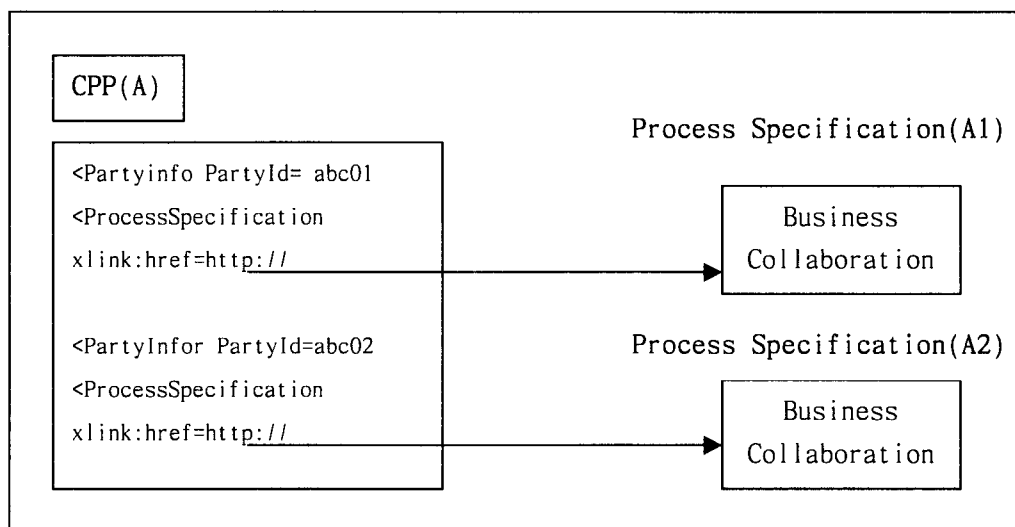 CPP(A)
Process Specification(A1)
<Partyinfo PartyId= abc01
<ProcessSpecification
xlink:href=http://
Business
Collaboration
<PartyInfor PartyId=abc02
Process Specification(A2)
<ProcessSpecification
xlink:href=http://
Business
Collaboration